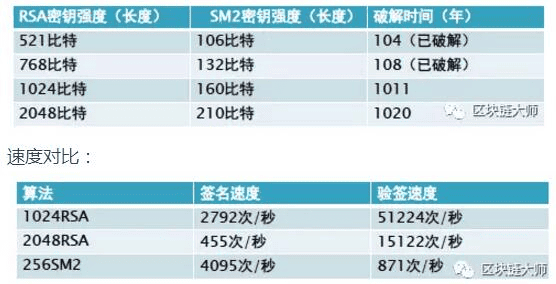 RSA密钥强度（长度） SM2密钥强度（长度） 破解时间（年）
521比特 106比特 104（已破解）
768比特 132比特 108（已破解）
1024比特 160比特 1011
2048比特 210比特 1020
区块链大师
速度对比：
算法 签名速度 验签速度
1024RSA 2792次/秒 51224次/秒
2048RSA 455次/秒 15122次/秒
256SM2 4095次/秒 871次/秒
区块链大师